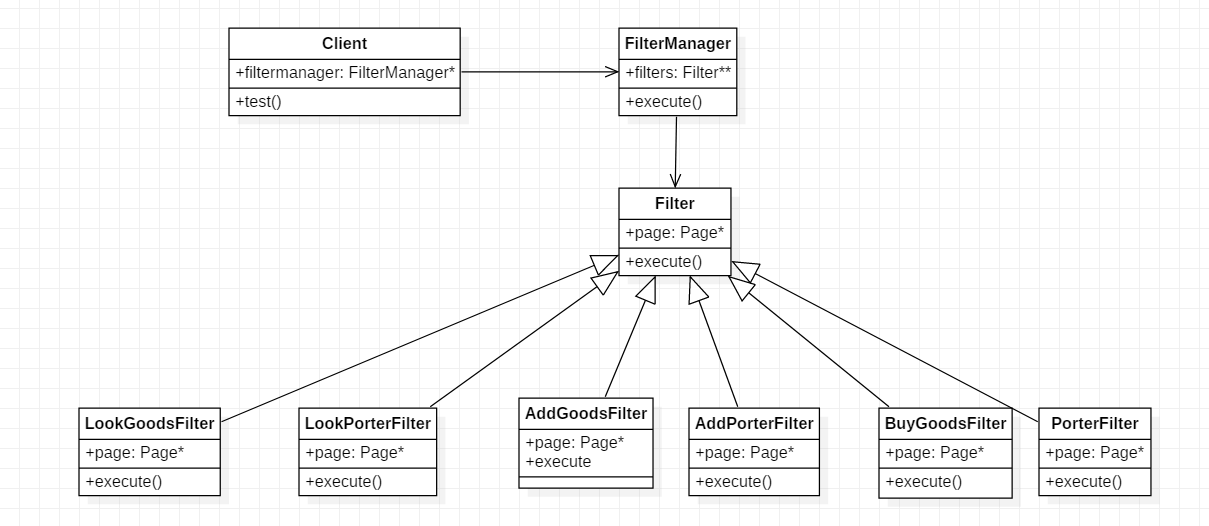 Client
+filtermanager: FilterManager*
+test()
FilterManager
+filters: Filter**
+execute()
Filter
+page: Page*
+execute()
LookGoodsFilter
+page: Page*
+execute()
LookPorterFilter
+page: Page*
+execute()
AddGoodsFilter
+page: Page*
+execute
AddPorterFilter
+page: Page*
+execute()
BuyGoodsFilter
+page: Page*
+execute()
PorterFilter
+page: Page*
+execute()